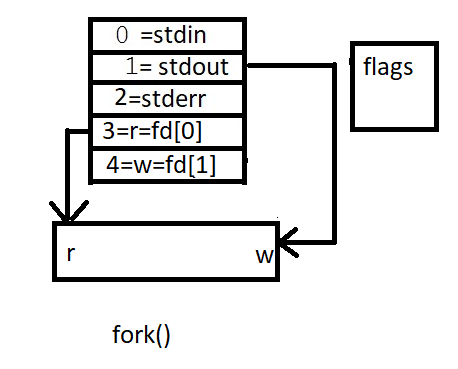 0 =stdin
1= stdout
2=stderr
3=r=fd[0]
4=w=fd[1]
flags
r
w
fork()